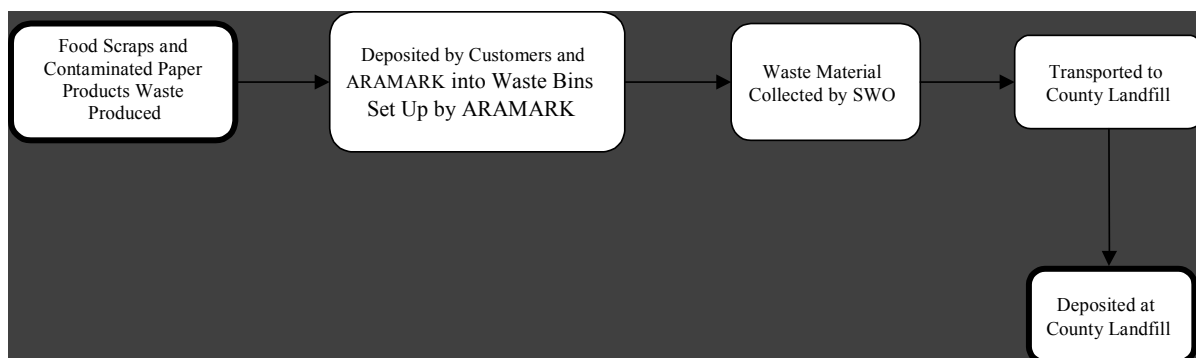 Food Scraps and
Contaminated Paper
Products Waste
Produced
Deposited by Customers and
ARAMARK into Waste Bins
Set Up by ARAMARK
Waste Material
Collected by SWO
Transported to
County Landfill
Deposited at
County Landfill